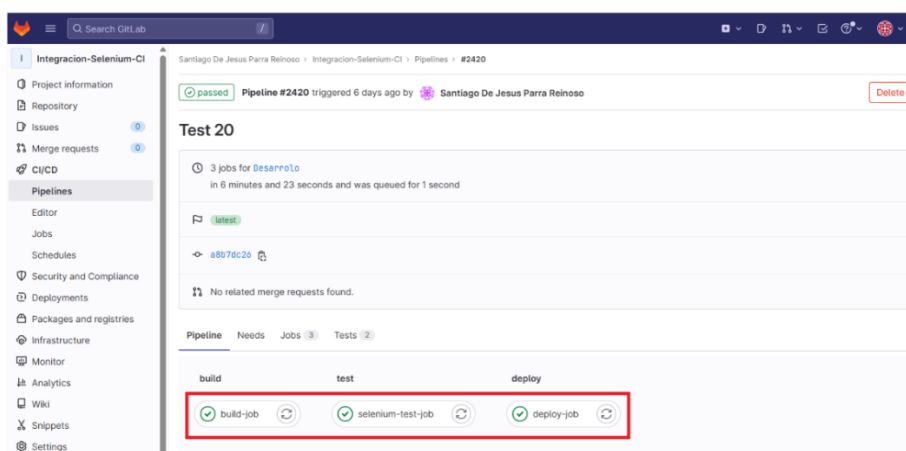 Search GitLab /
I Integracion-Selenium-CI
Project information
Repository
Issues 0
Merge requests 0
CI/CD
Pipelines
Editor
Jobs
Schedules
Security and Compliance
Deployments
Packages and registries
Infrastructure
Monitor
Analytics
Wiki
Snippets
Settings
Santiago De Jesus Parra Reinoso › Integracion-Selenium-CI › Pipelines › #2420
passed Pipeline #2420 triggered 6 days ago by Santiago De Jesus Parra Reinoso Delete
Test 20
3 jobs for Desarrolo
in 6 minutes and 23 seconds and was queued for 1 second
latest
a8b7dc26
No related merge requests found.
Pipeline Needs Jobs 3 Tests 2
build test deploy
build-job selenium-test-job deploy-job